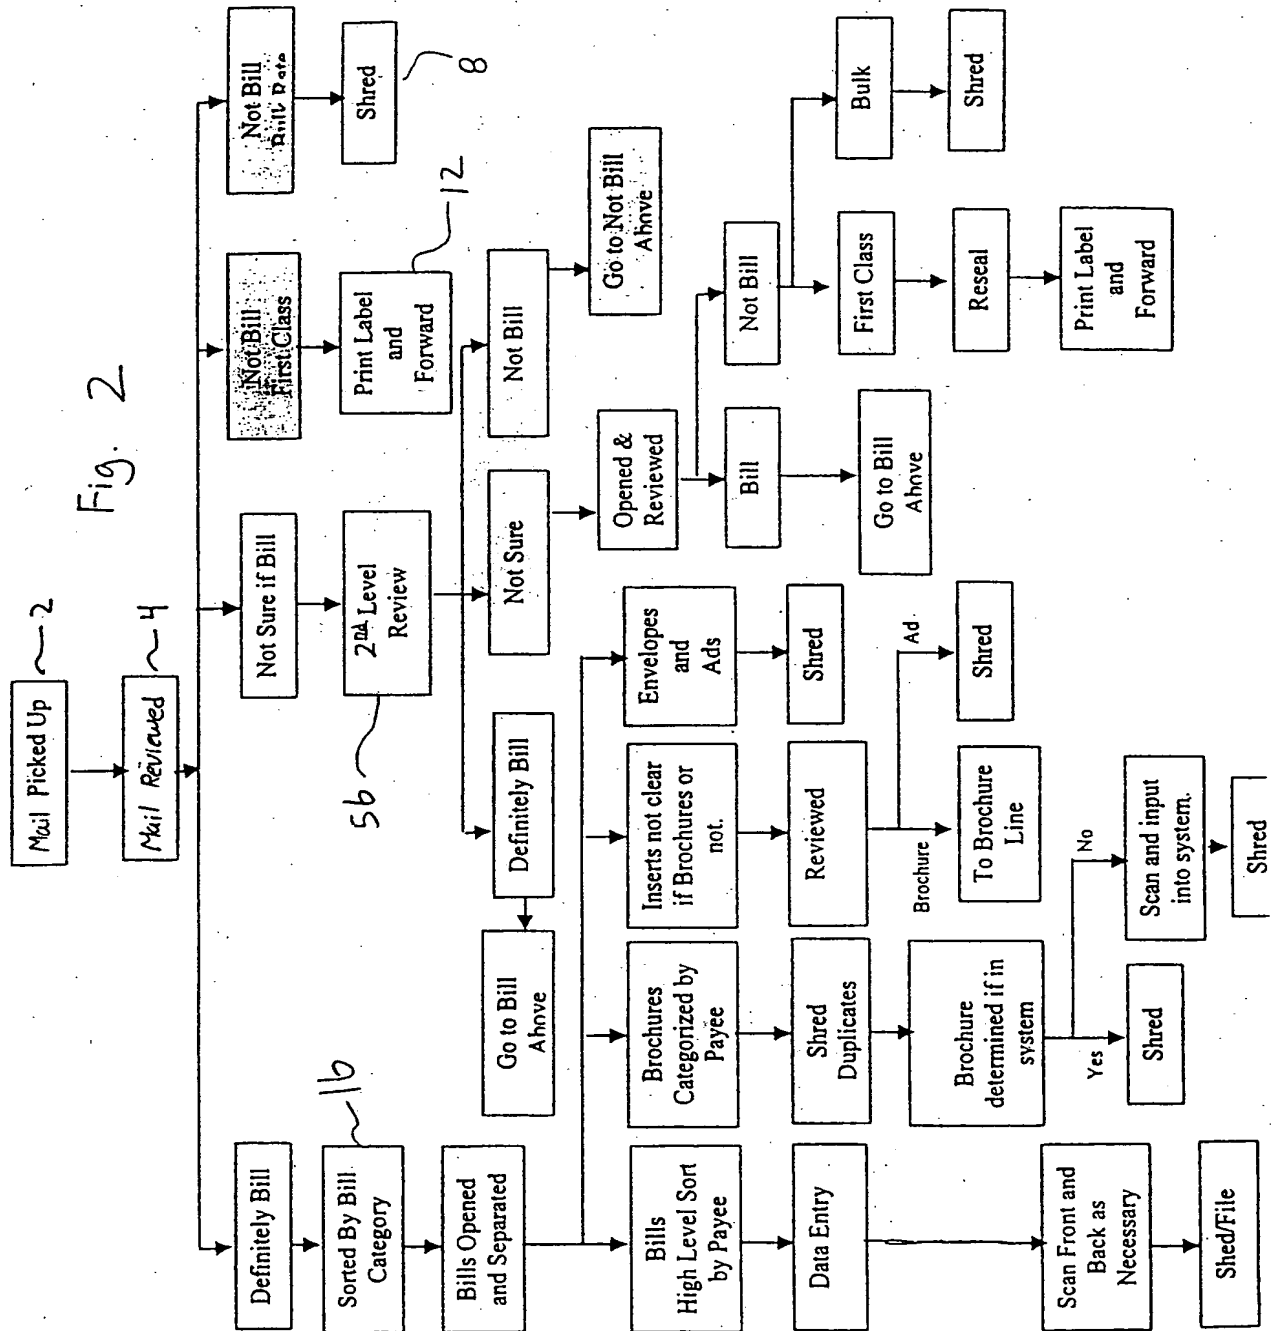 Fig. 2
Mail Picked Up
2
Mail Reviewed
4
Definitely Bill
Not Sure if Bill
Not Bill
First Class
Not Bill
Sorted By Bill
Category
16
2nd Level
Review
5b
Print Label
and
Forward
12
Shred
8
Bills Opened
and Separated
Go to Bill
Above
Definitely Bill
Not Sure
Not Bill
Opened &
Reviewed
Go to Not Bill
Above
Bill
Not Bill
Go to Bill
Above
First Class
Bulk
Reseal
Shred
Print Label
and
Forward
Bills
High Level Sort
by Payee
Brochures
Categorized by
Payee
Inserts not clear
if Brochures or
not.
Envelopes
and
Ads
Data Entry
Shred
Duplicates
Reviewed
Shred
Brochure
Ad
Brochure
determined if in
system
To Brochure
Line
Shred
Yes
No
Scan Front and
Back as
Necessary
Shred
Scan and input
into system.
Shed/File
Shred